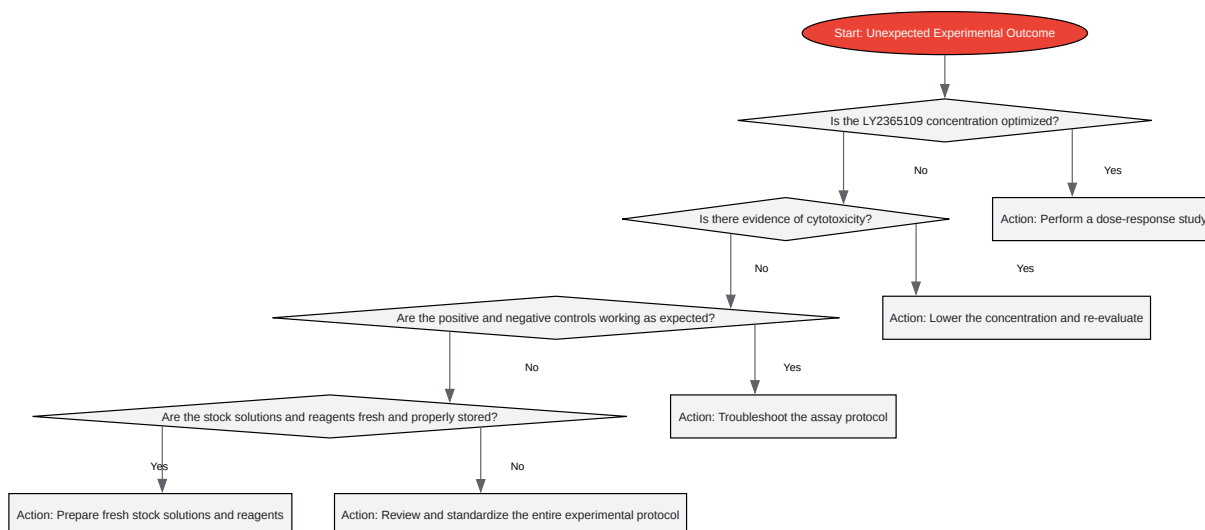 Start: Unexpected Experimental Outcome
Is the LY2365109 concentration optimized?
No
Yes
Is there evidence of cytotoxicity?
Action: Perform a dose-response study
No
Yes
Are the positive and negative controls working as expected?
Action: Lower the concentration and re-evaluate
No
Yes
Are the stock solutions and reagents fresh and properly stored?
Action: Troubleshoot the assay protocol
Yes
No
Action: Prepare fresh stock solutions and reagents
Action: Review and standardize the entire experimental protocol